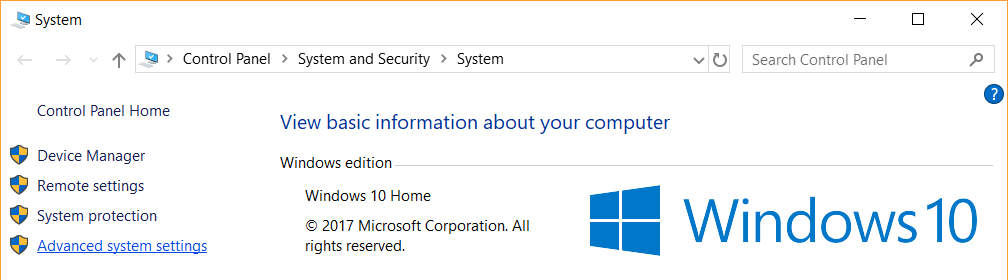 System
Control Panel > System and Security > System
Search Control Panel
?
Control Panel Home
View basic information about your computer
Device Manager
Windows edition
Remote settings
Windows 10 Home
System protection
© 2017 Microsoft Corporation. All
rights reserved.
Advanced system settings
Windows 10